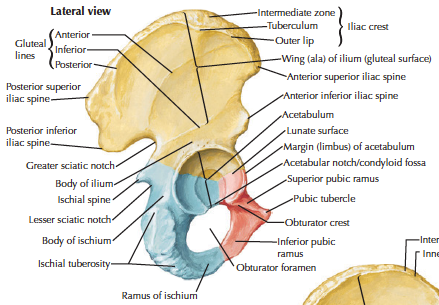 Lateral view
Intermediate zone
Tuberculum
Outer lip
Iliac crest
Gluteal
lines
Anterior
Inferior
Posterior
Wing (ala) of ilium (gluteal surface)
Anterior superior iliac spine
Posterior superior
iliac spine
Anterior inferior iliac spine
Acetabulum
Posterior inferior
iliac spine
Lunate surface
Margin (limbus) of acetabulum
Greater sciatic notch
Acetabular notch/condyloid fossa
Body of ilium
Superior pubic ramus
Ischial spine
Pubic tubercle
Lesser sciatic notch
Obturator crest
Body of ischium
Inferior pubic
ramus
Ischial tuberosity
Obturator foramen
Ramus of ischium
Inter
Inne